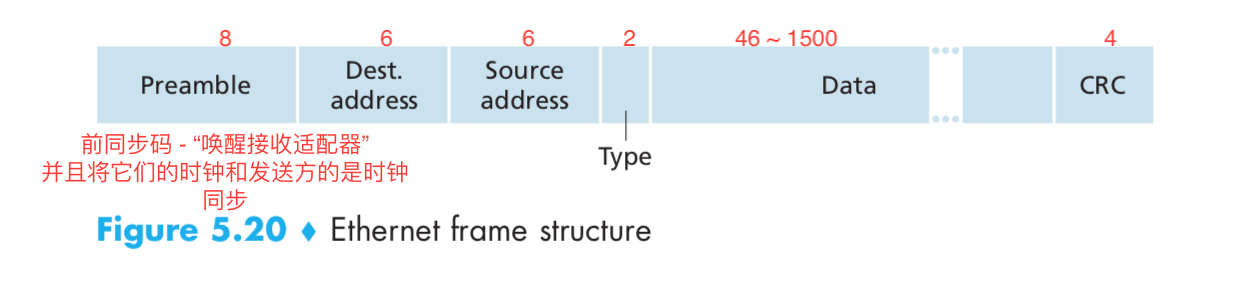 8 6 6 2 46 ~ 1500 4
Preamble Dest. address Source address Data CRC
Type
前同步码 - “唤醒接收适配器”
并且将它们的时钟和发送方的是时钟
同步
Figure 5.20 ♦ Ethernet frame structure